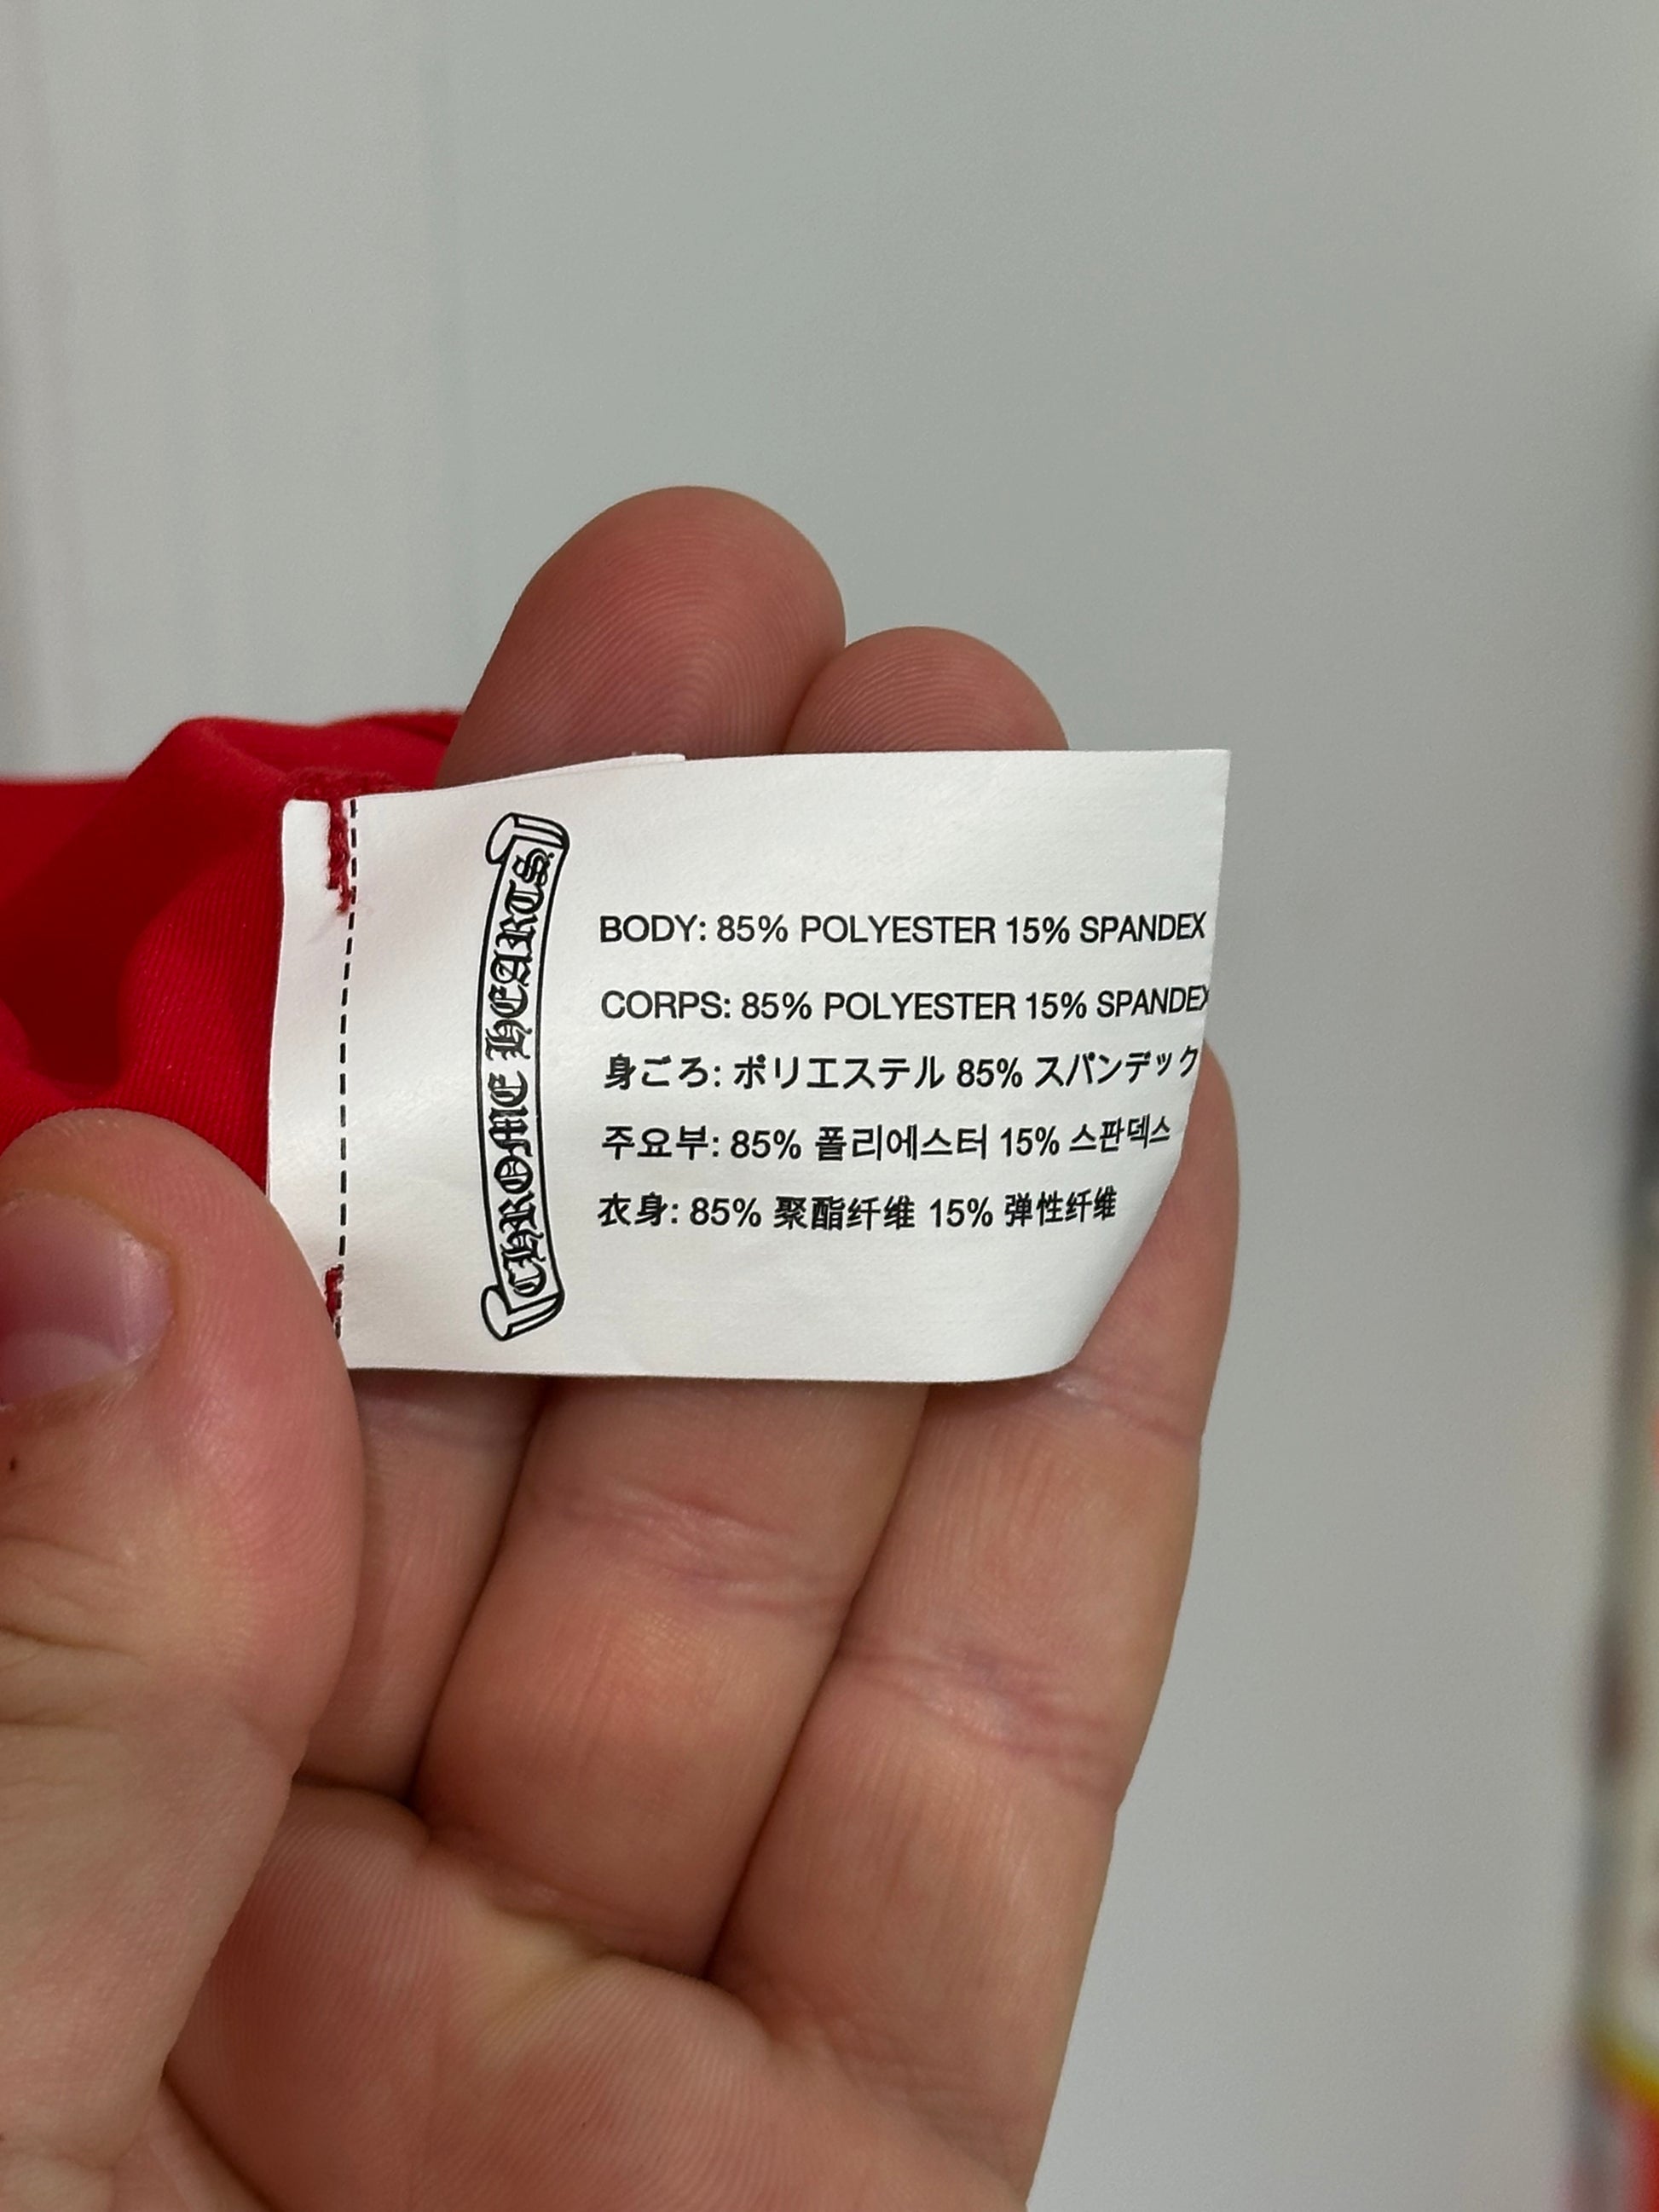 CHROME HEARTS
BODY: 85% POLYESTER 15% SPANDEX
CORPS: 85% POLYESTER 15% SPANDEX
身ごろ: ポリエステル 85% スパンデック
주요부: 85% 폴리에스터 15% 스판덱스
衣身: 85% 聚酯纤维 15% 弹性纤维